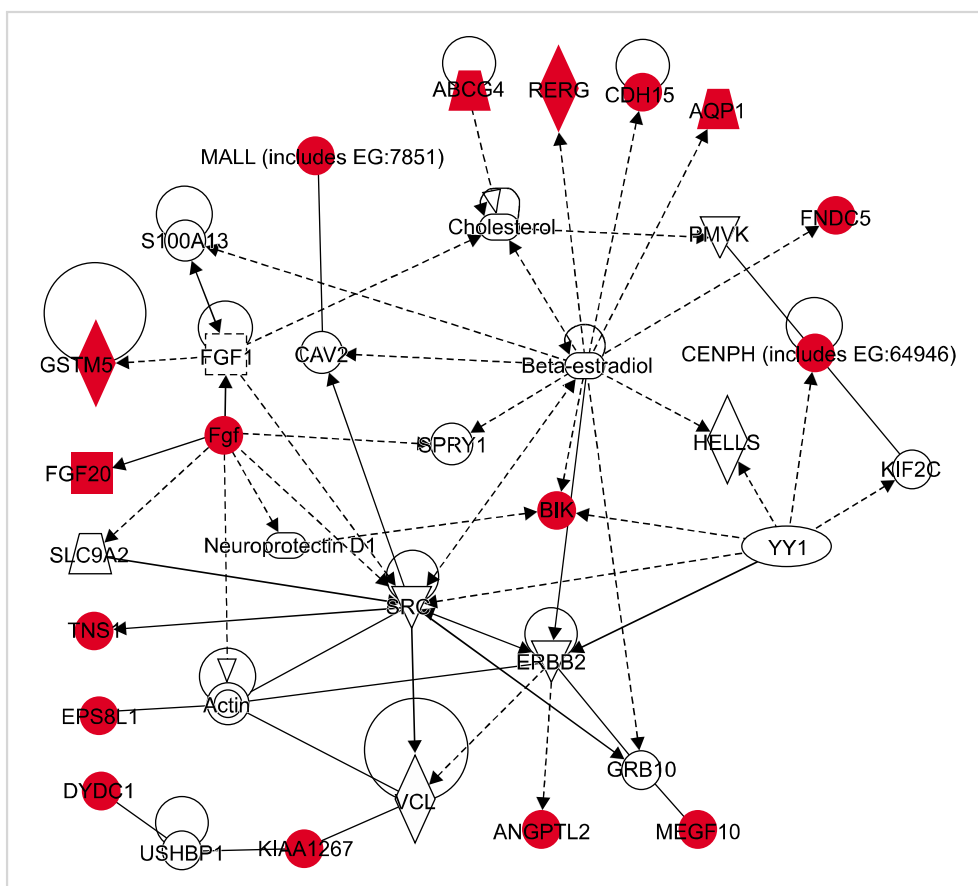 ABCG4
RERG
CDH15
AQP1
MALL (includes EG:7851)
FNDC5
Cholesterol
PMVK
S100A13
GSTM5
FGF1
CAV2
Beta-estradiol
CENPH (includes EG:64946)
Fgf
SPRY1
HELLS
FGF20
KIF2C
BIK
SLC9A2
Neuroprotectin D1
YY1
SRC
TNS1
ERBB2
EPS8L1
Actin
GRB10
DYDC1
VCL
USHBP1
KIAA1267
ANGPTL2
MEGF10